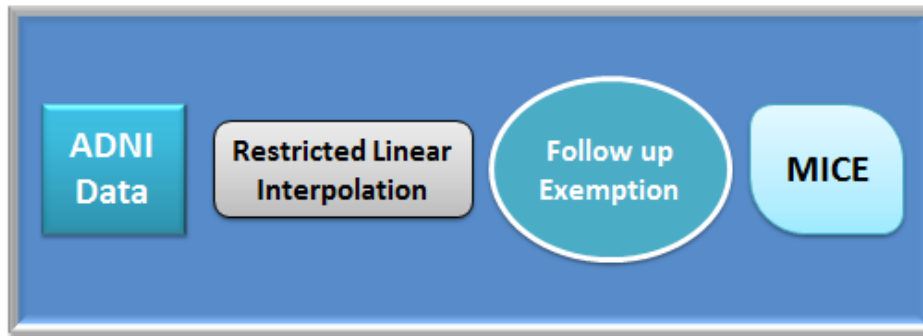 ADNI
Data
Restricted Linear
Interpolation
Follow up
Exemption
MICE